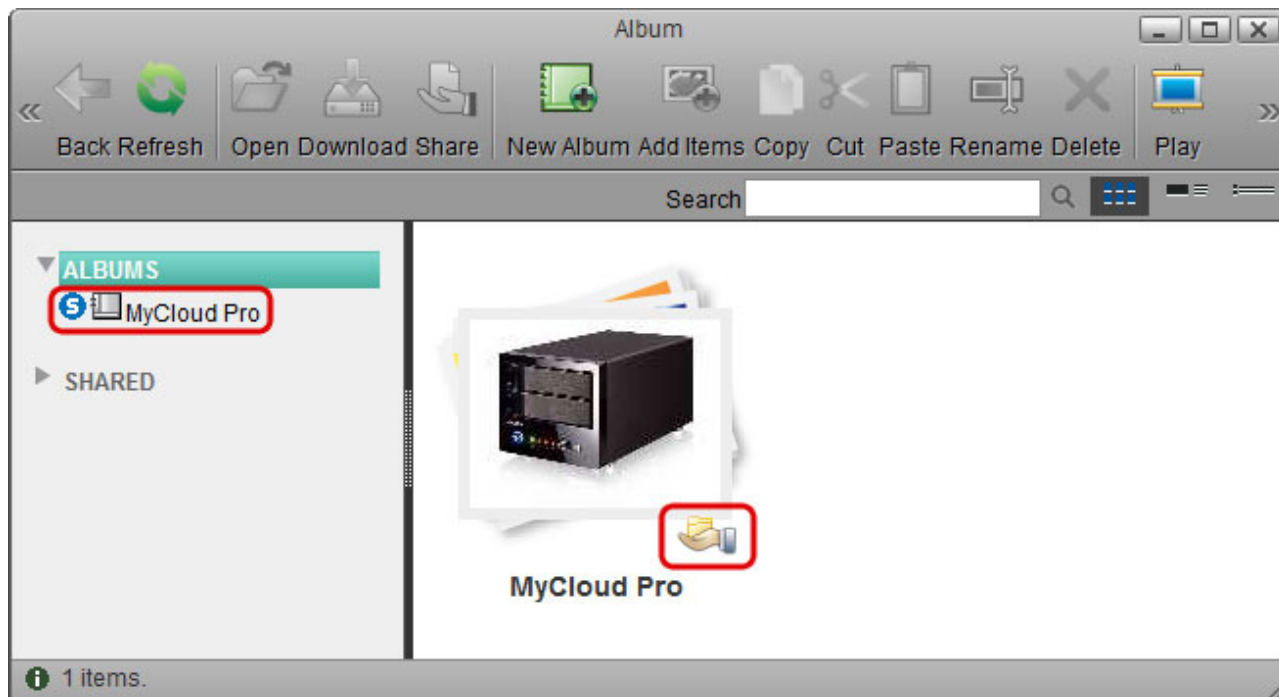 Album
Back Refresh Open Download Share New Album Add Items Copy Cut Paste Rename Delete Play
Search
ALBUMS
S MyCloud Pro
SHARED
MyCloud Pro
1 items.